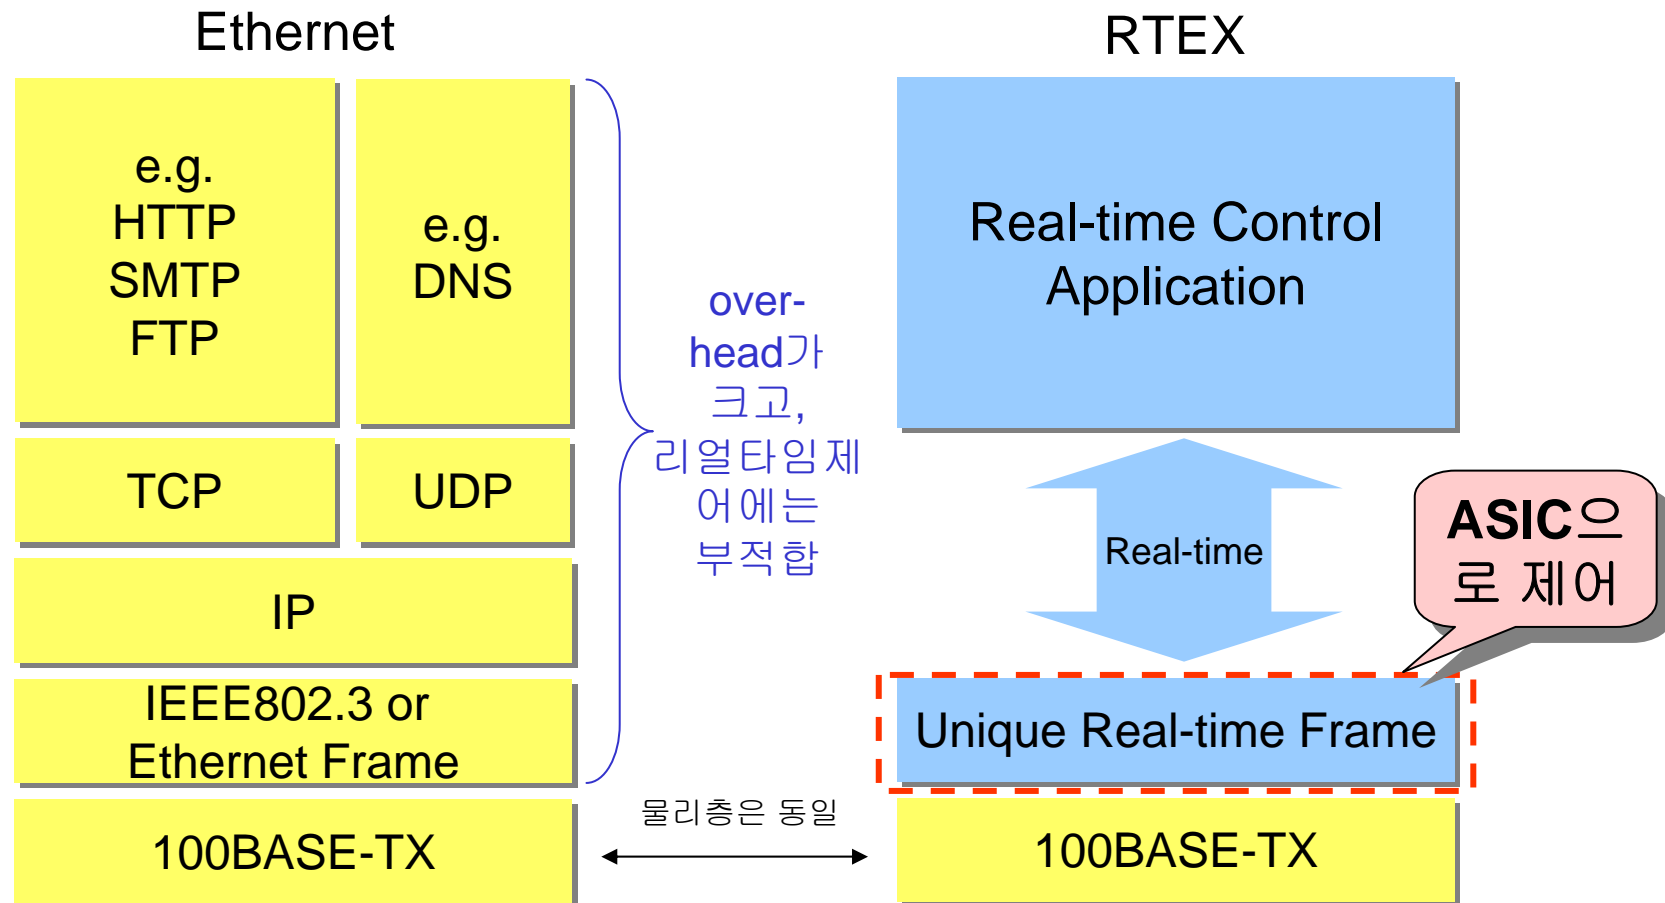 Ethernet
e.g.
HTTP
SMTP
FTP
e.g.
DNS
TCP
UDP
IP
IEEE802.3 or
Ethernet Frame
100BASE-TX
over-
head가
크고,
리얼타임제
어에는
부적합
물리층은 동일
RTEX
Real-time Control
Application
Real-time
ASIC으
로 제어
Unique Real-time Frame
100BASE-TX